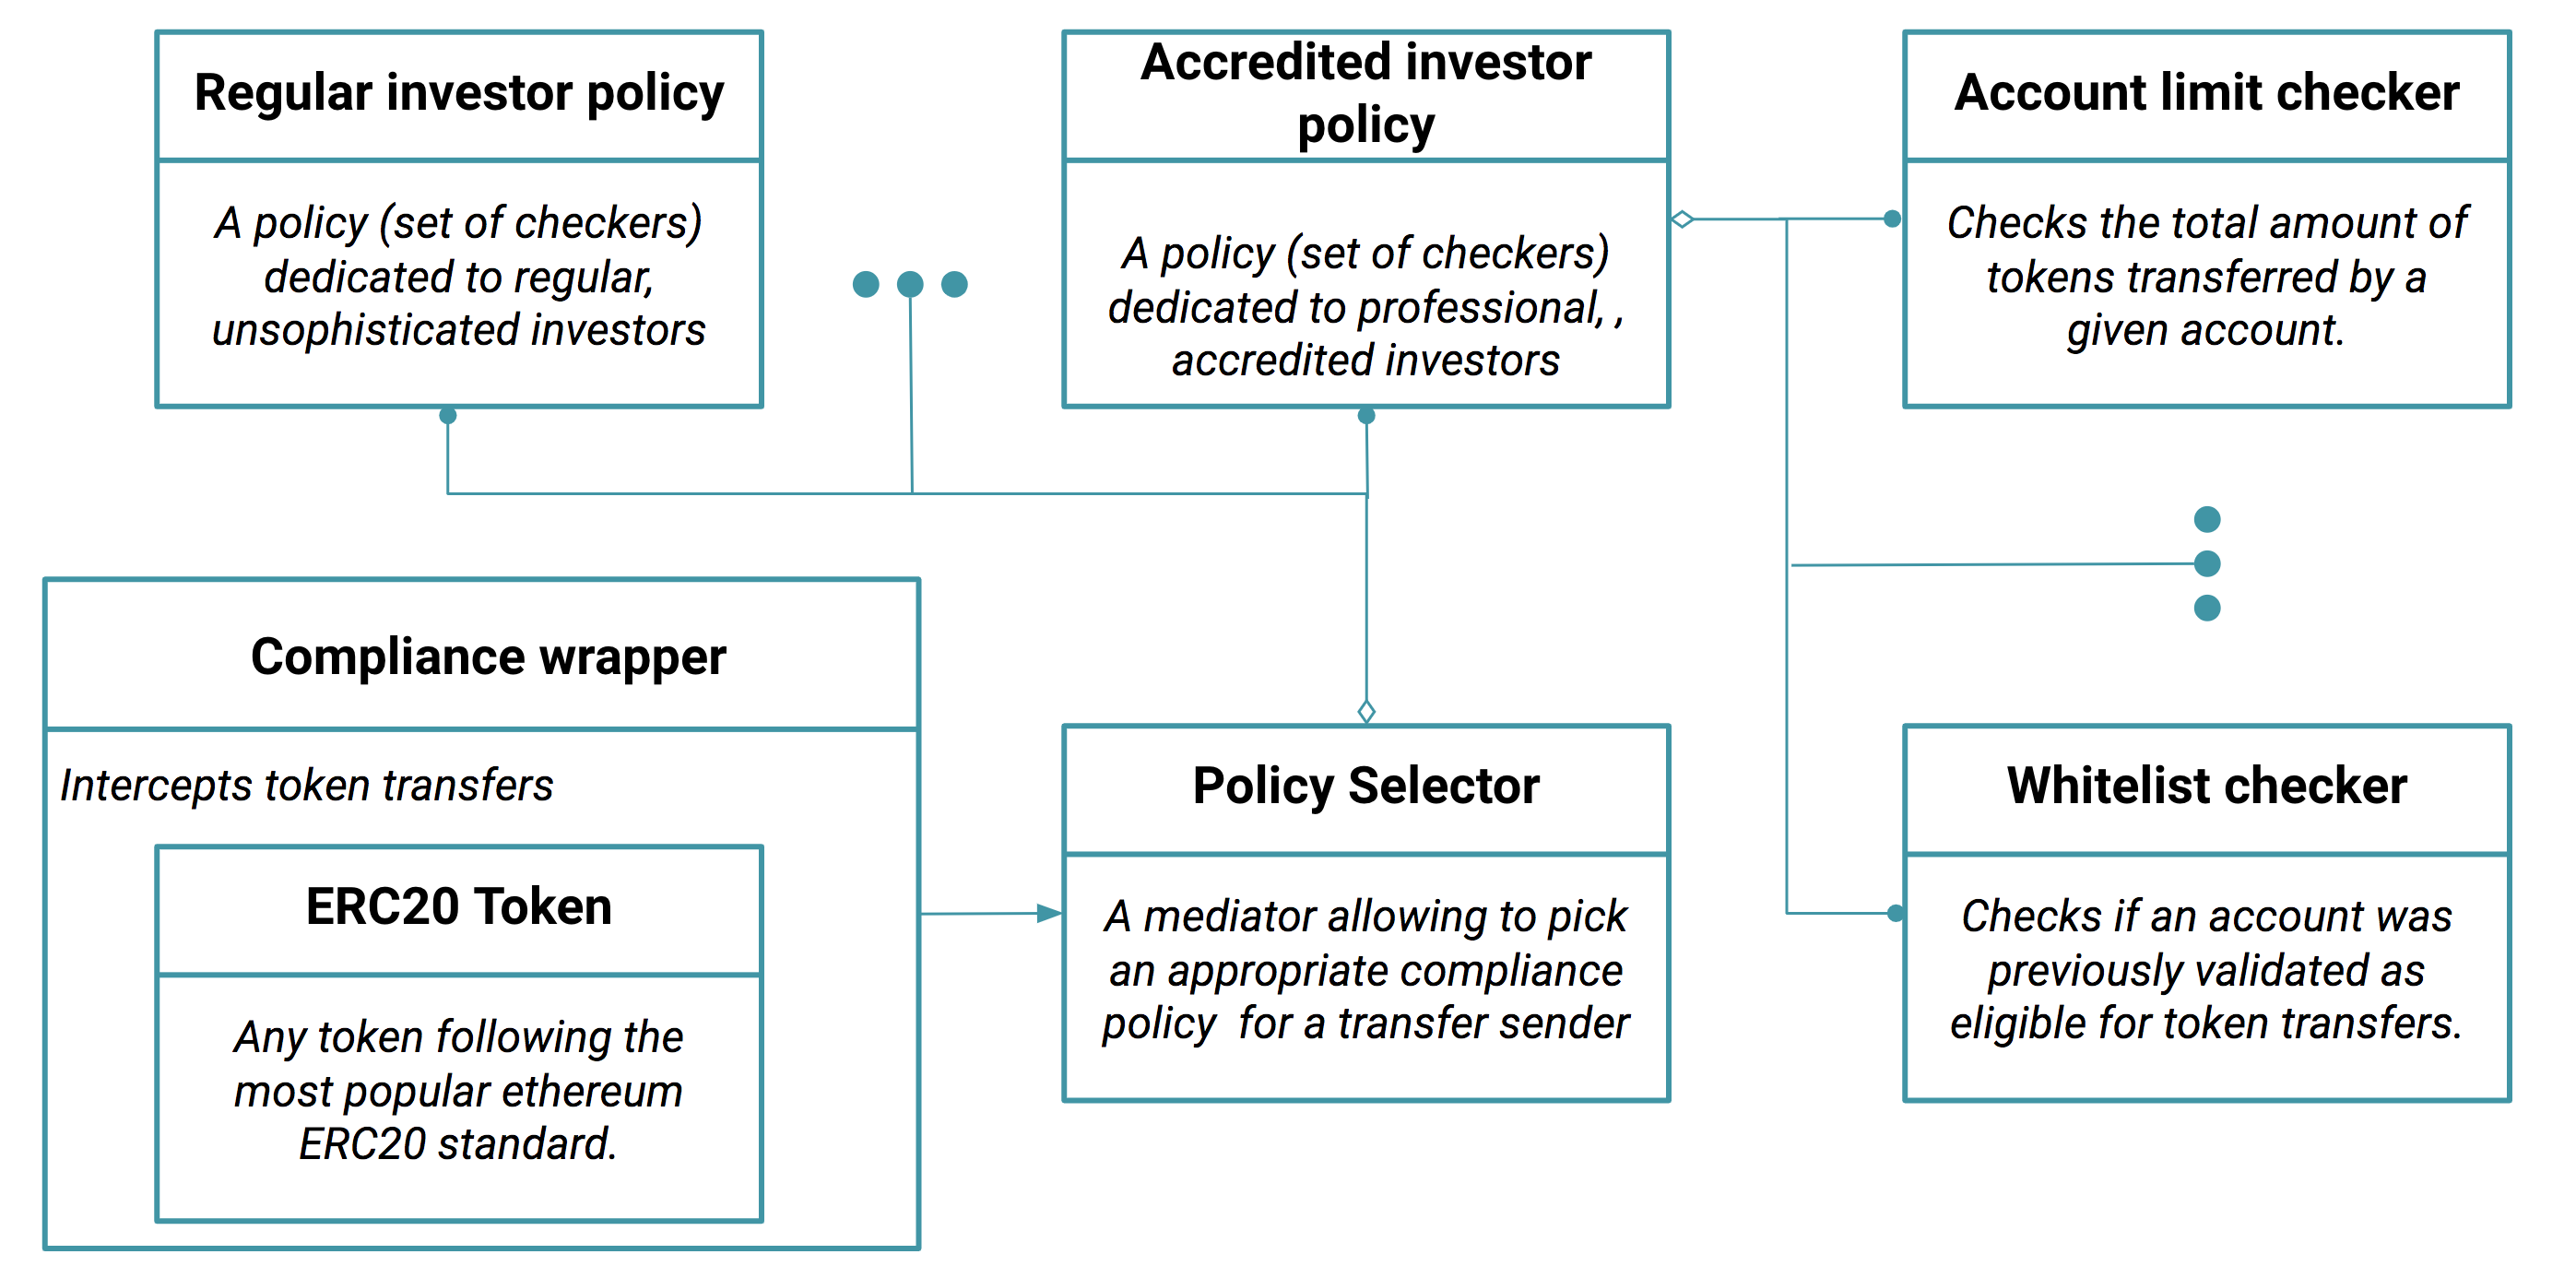 Regular investor policy
A policy (set of checkers)
dedicated to regular,
unsophisticated investors
Accredited investor
policy
A policy (set of checkers)
dedicated to professional, ,
accredited investors
Account limit checker
Checks the total amount of
tokens transferred by a
given account.
Compliance wrapper
Intercepts token transfers
ERC20 Token
Any token following the
most popular ethereum
ERC20 standard.
Policy Selector
A mediator allowing to pick
an appropriate compliance
policy  for a transfer sender
Whitelist checker
Checks if an account was
previously validated as
eligible for token transfers.